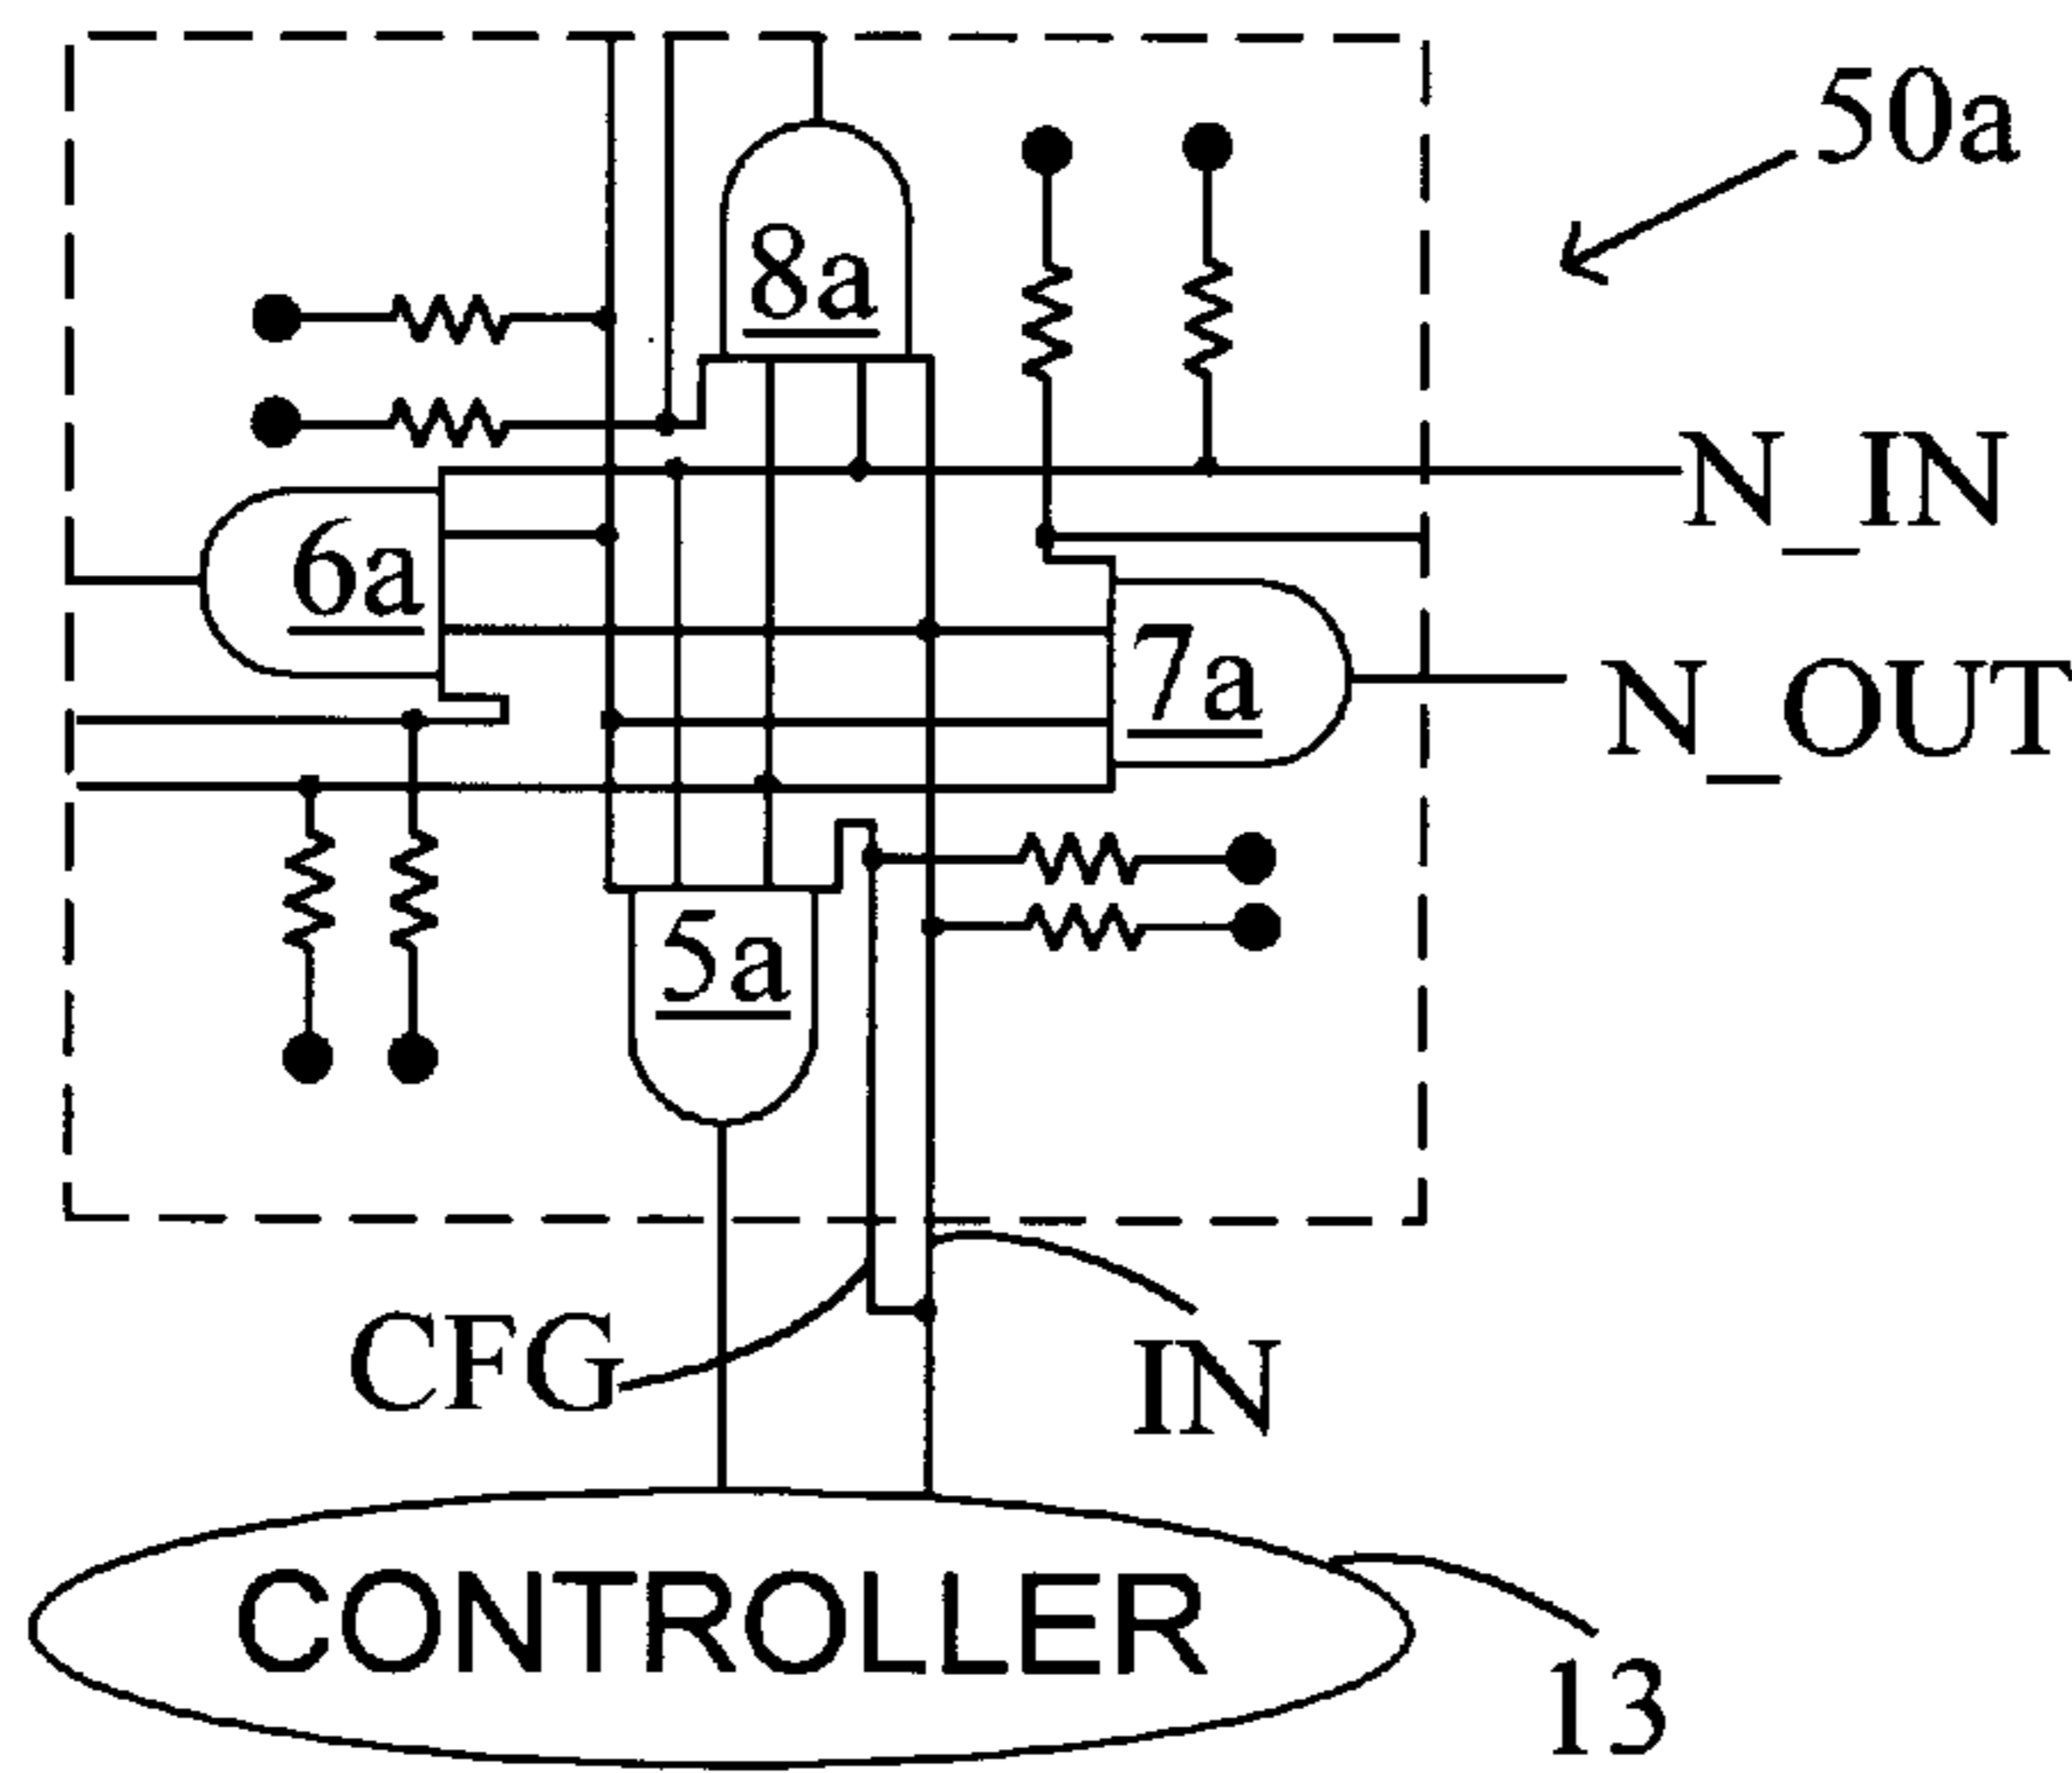 50a
8a
N_IN
6a
7a
N_OUT
5a
CFG
IN
CONTROLLER
13